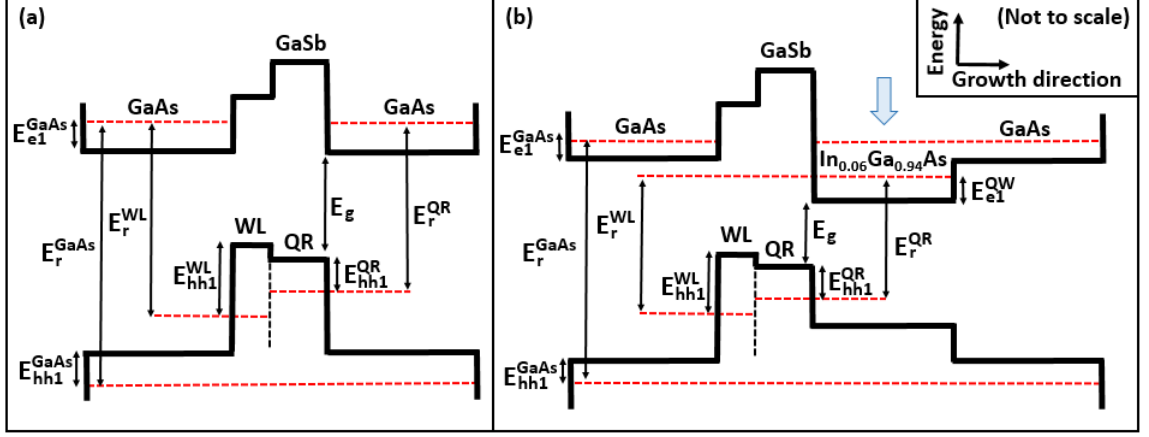 (a)
GaSb
GaAs
GaAs
E_e1^GaAs
E_r^WL
E_r^GaAs
E_g
E_r^QR
WL
QR
E_hh1^WL
E_hh1^QR
E_hh1^GaAs
(b)
GaSb
GaAs
GaAs
E_e1^GaAs
In_0.06Ga_0.94As
E_e1^QW
E_r^WL
E_r^GaAs
E_g
E_r^QR
WL
QR
E_hh1^WL
E_hh1^QR
E_hh1^GaAs
Energy
(Not to scale)
Growth direction